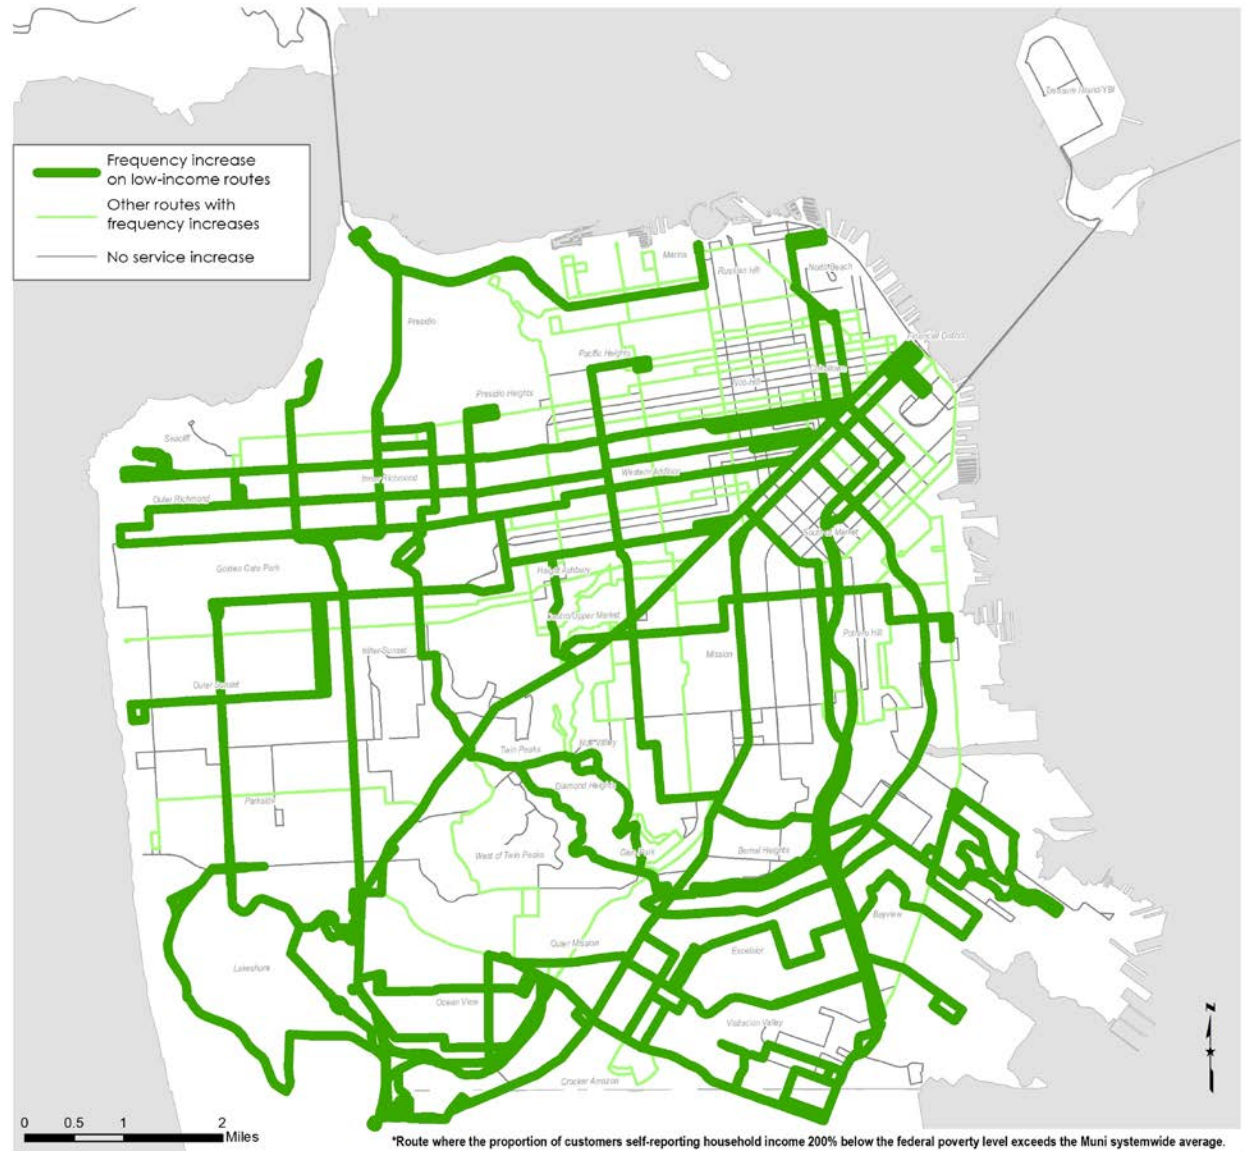 Treasure Island/YBI
Frequency increase
on low-income routes
Other routes with
frequency increases
No service increase
Marina
Russian Hill
North Beach
Presidio
Financial District
Pacific Heights
Nob Hill
Chinatown
Presidio Heights
Seacliff
Inner Richmond
Western Addition
Outer Richmond
South of Market
Golden Gate Park
Haight Ashbury
Castro/Upper Market
Potrero Hill
Inner Sunset
Mission
Outer Sunset
Twin Peaks
Noe Valley
Diamond Heights
Parkside
West of Twin Peaks
Glen Park
Bernal Heights
Bayview
Outer Mission
Excelsior
Lakeshore
Ocean View
Visitacion Valley
Crocker Amazon
N
0 0.5 1 2
Miles
*Route where the proportion of customers self-reporting household income 200% below the federal poverty level exceeds the Muni systemwide average.